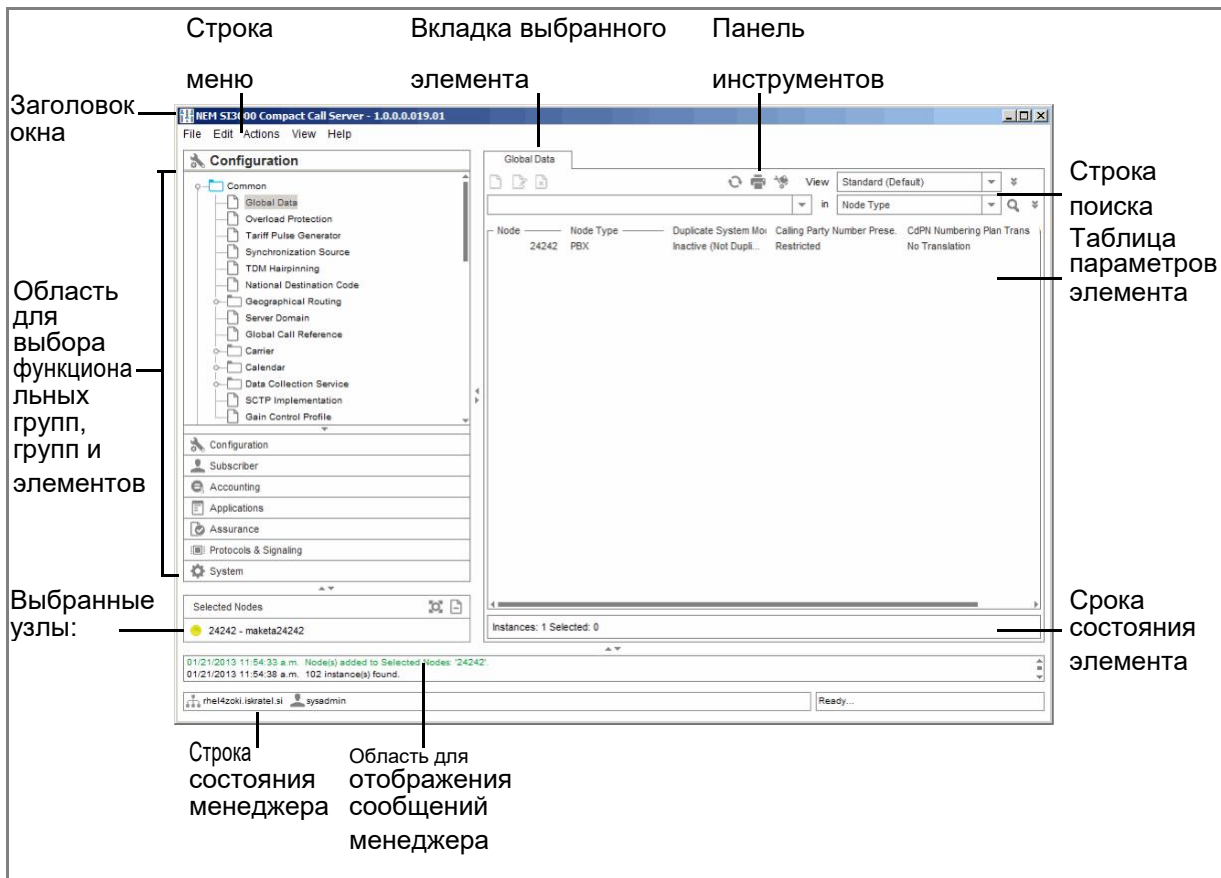 Строка
меню
Вкладка выбранного
элемента
Панель
инструментов
Заголовок
окна
NEM SI3000 Compact Call Server - 1.0.0.0.019.01
File Edit Actions View Help
Configuration
Common
Global Data
Overload Protection
Tariff Pulse Generator
Synchronization Source
TDM Hairpinning
National Destination Code
Geographical Routing
Server Domain
Global Call Reference
Carrier
Calendar
Data Collection Service
SCTP Implementation
Gain Control Profile
Configuration
Subscriber
Accounting
Applications
Assurance
Protocols & Signaling
System
Selected Nodes
24242 - maketa24242
Global Data
View Standard (Default)
in Node Type
Node Node Type Duplicate System Mo Calling Party Number Prese. CdPN Numbering Plan Trans
24242 PBX Inactive (Not Dupli... Restricted No Translation
Instances: 1 Selected: 0
01/21/2013 11:54:33 a.m. Node(s) added to Selected Nodes: '24242'.
01/21/2013 11:54:38 a.m. 102 instance(s) found.
rhel4zoki.iskratel.si sysadmin
Ready...
Область
для
выбора
функциона
льных
групп,
групп и
элементов
Выбранные
узлы:
Строка
поиска
Таблица
параметров
элемента
Срока
состояния
элемента
Строка
состояния
менеджера
Область для
отображения
сообщений
менеджера